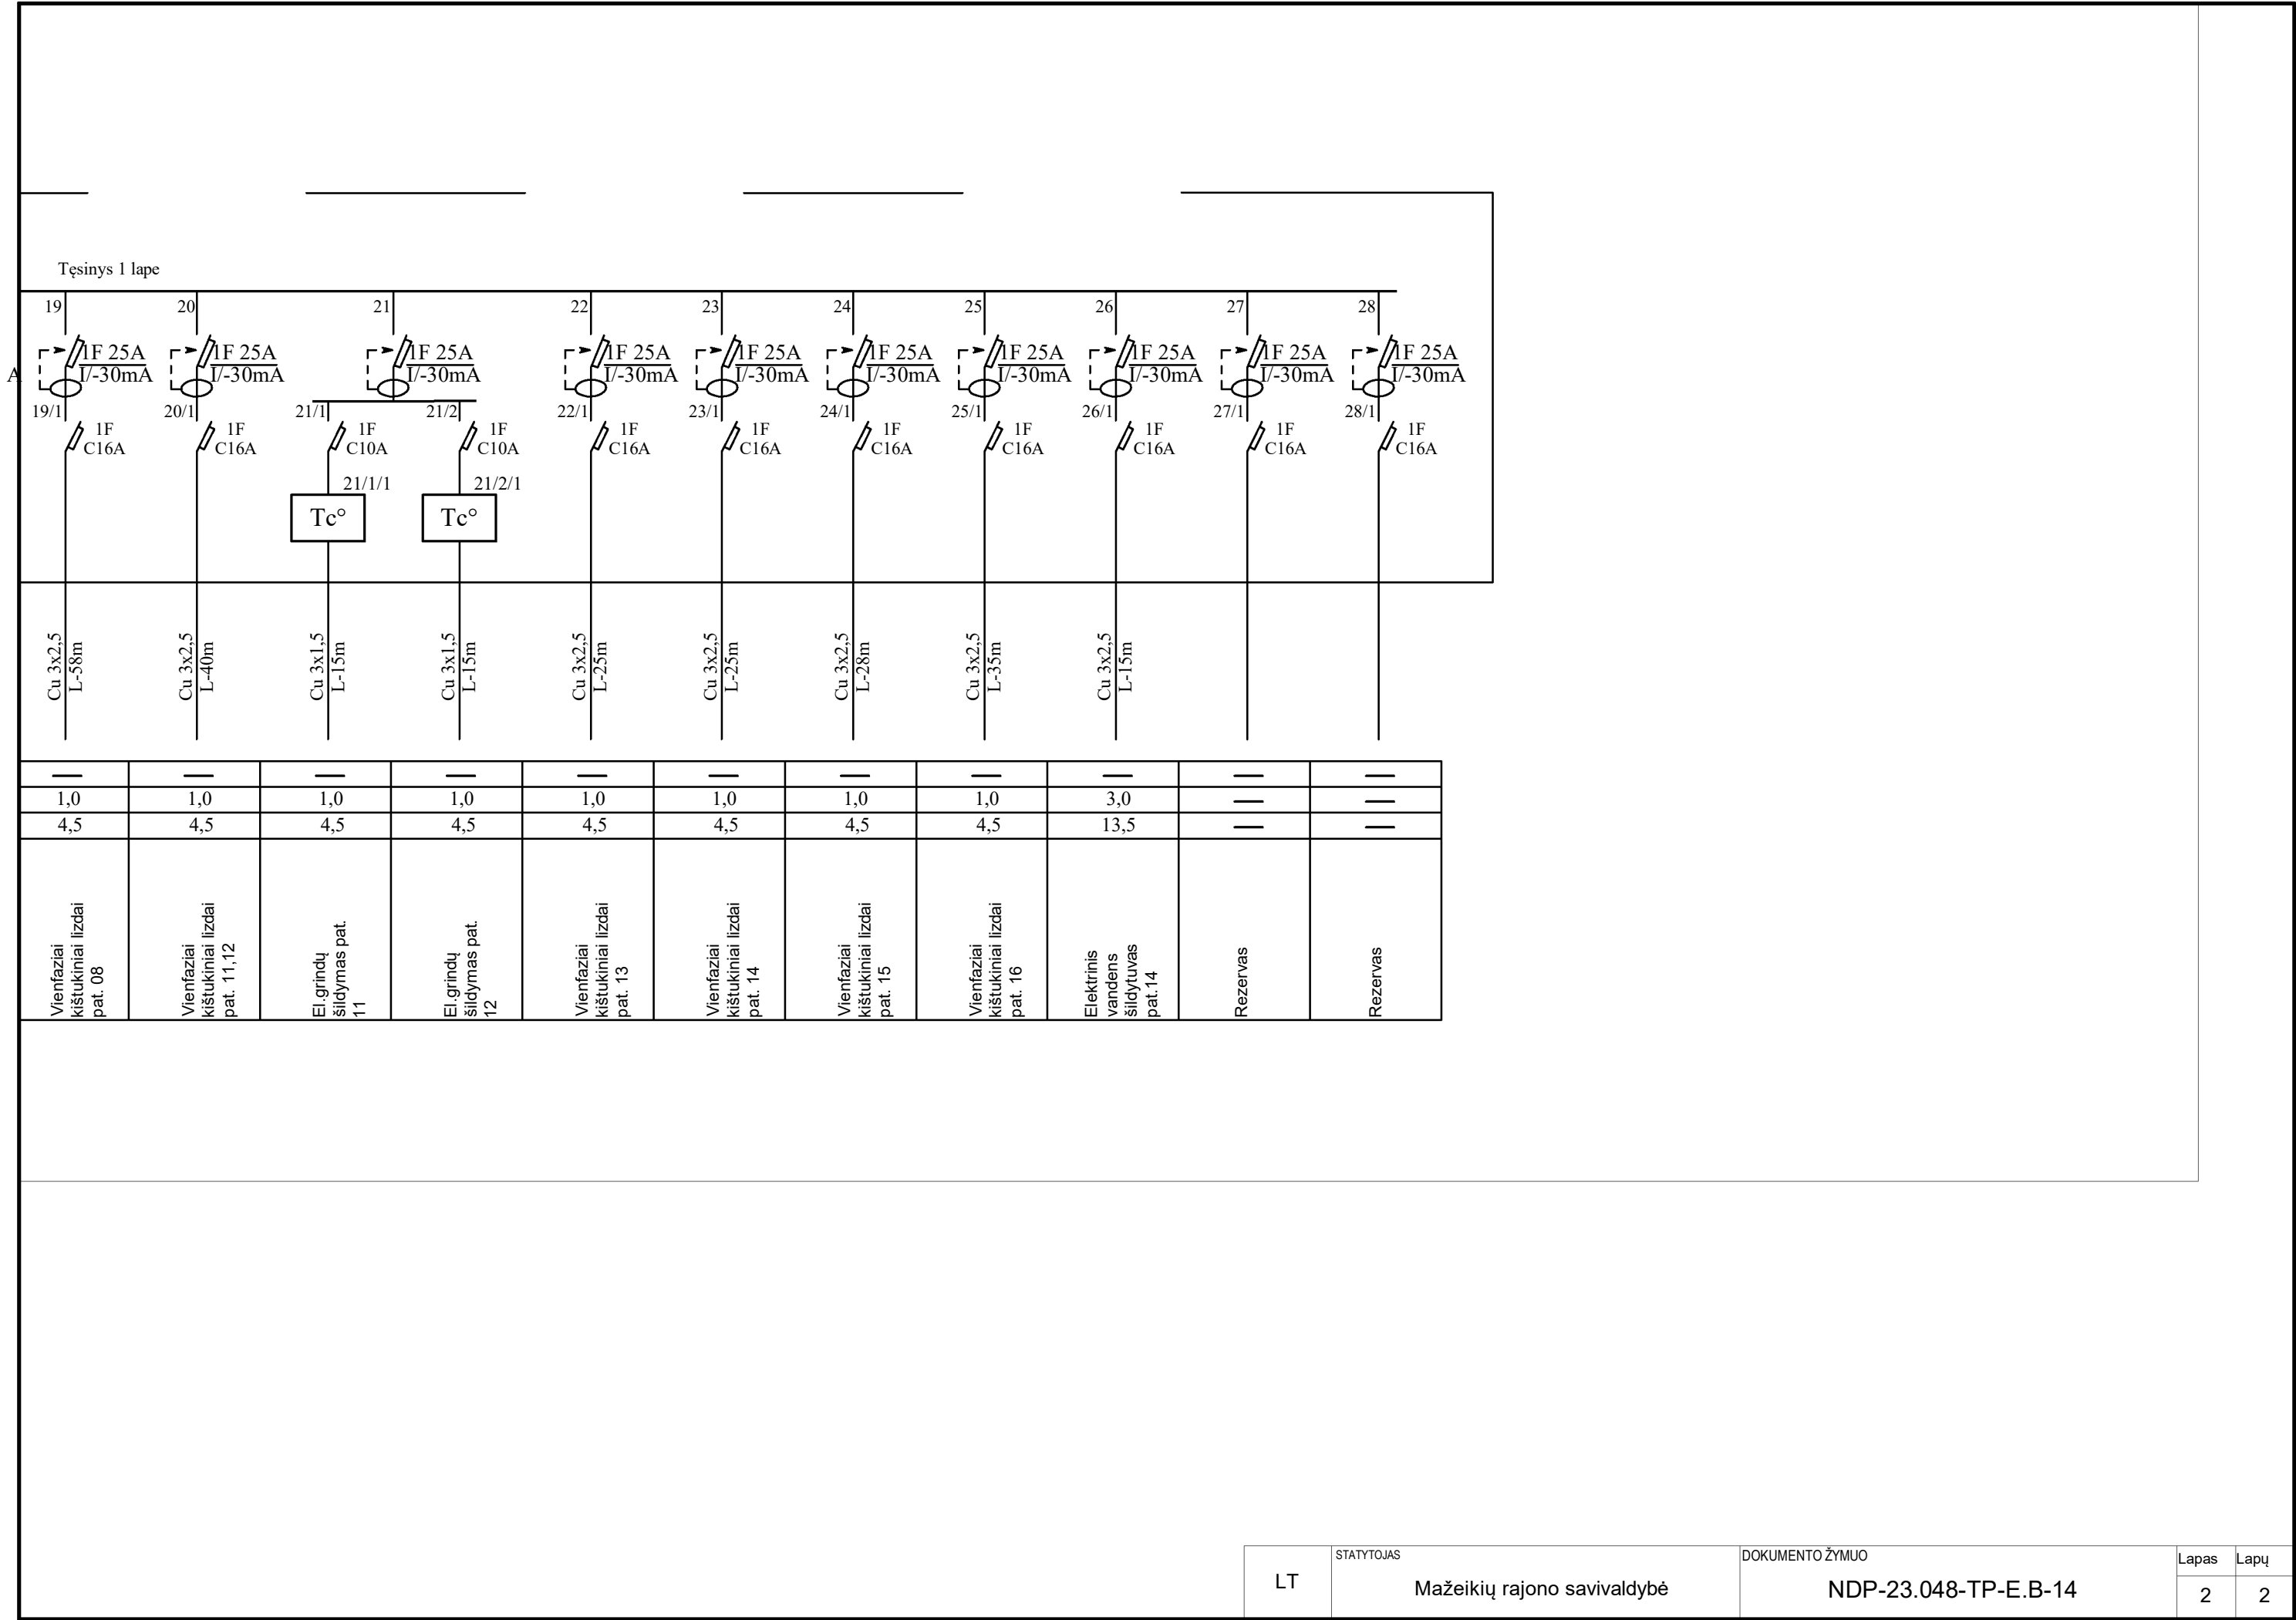 Tęsinys 1 lape
19
20
21
22
23
24
25
26
27
28
A
1F 25A
I/-30mA
1F 25A
I/-30mA
1F 25A
I/-30mA
1F 25A
I/-30mA
1F 25A
I/-30mA
1F 25A
I/-30mA
1F 25A
I/-30mA
1F 25A
I/-30mA
1F 25A
I/-30mA
1F 25A
I/-30mA
19/1
20/1
21/1
21/2
22/1
23/1
24/1
25/1
26/1
27/1
28/1
1F
C16A
1F
C16A
1F
C10A
1F
C10A
1F
C16A
1F
C16A
1F
C16A
1F
C16A
1F
C16A
1F
C16A
1F
C16A
21/1/1
21/2/1
Tc°
Tc°
Cu 3x2,5
L-58m
Cu 3x2,5
L-40m
Cu 3x1,5
L-15m
Cu 3x1,5
L-15m
Cu 3x2,5
L-25m
Cu 3x2,5
L-25m
Cu 3x2,5
L-28m
Cu 3x2,5
L-35m
Cu 3x2,5
L-15m
1,0 1,0 1,0 1,0 1,0 1,0 1,0 1,0 3,0
4,5 4,5 4,5 4,5 4,5 4,5 4,5 4,5 13,5
Vienfaziai
kištukiniai lizdai
pat. 08
Vienfaziai
kištukiniai lizdai
pat. 11,12
El.grindų
šildymas pat.
11
El.grindų
šildymas pat.
12
Vienfaziai
kištukiniai lizdai
pat. 13
Vienfaziai
kištukiniai lizdai
pat. 14
Vienfaziai
kištukiniai lizdai
pat. 15
Vienfaziai
kištukiniai lizdai
pat. 16
Elektrinis
vandens
šildytuvas
pat.14
Rezervas
Rezervas
LT
STATYTOJAS
Mažeikių rajono savivaldybė
DOKUMENTO ŽYMUO
NDP-23.048-TP-E.B-14
Lapas
Lapų
2
2